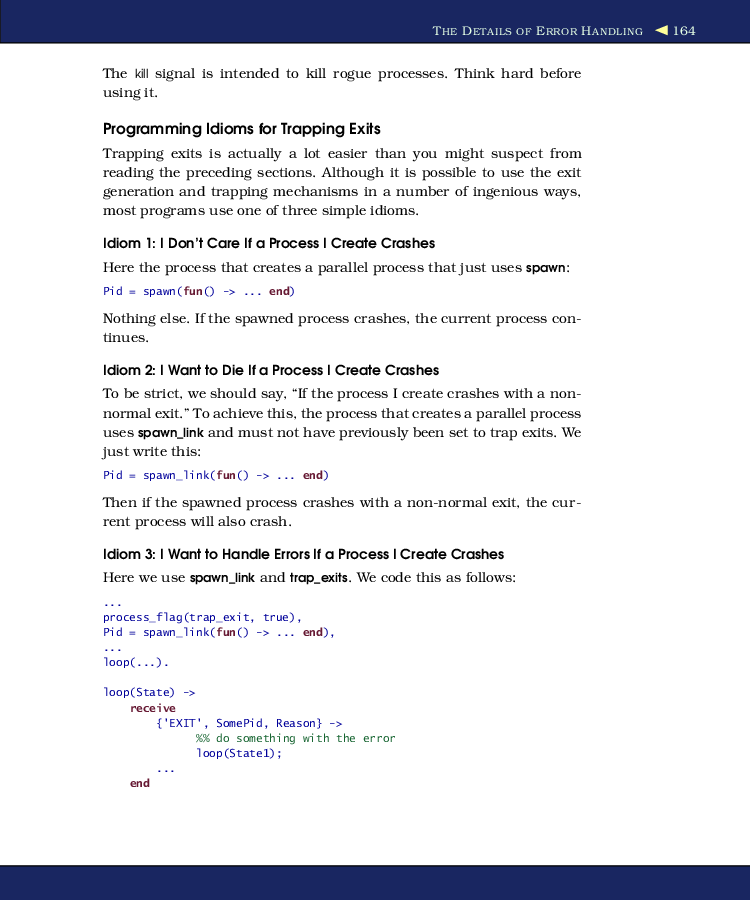 THE DETAILS OF ERROR HANDLING ◀ 164
The kill signal is intended to kill rogue processes. Think hard before
using it.
Programming Idioms for Trapping Exits
Trapping exits is actually a lot easier than you might suspect from
reading the preceding sections. Although it is possible to use the exit
generation and trapping mechanisms in a number of ingenious ways,
most programs use one of three simple idioms.
Idiom 1: I Don’t Care If a Process I Create Crashes
Here the process that creates a parallel process that just uses spawn:
Pid = spawn(fun() -> ... end)
Nothing else. If the spawned process crashes, the current process con-
tinues.
Idiom 2: I Want to Die If a Process I Create Crashes
To be strict, we should say, “If the process I create crashes with a non-
normal exit.” To achieve this, the process that creates a parallel process
uses spawn_link and must not have previously been set to trap exits. We
just write this:
Pid = spawn_link(fun() -> ... end)
Then if the spawned process crashes with a non-normal exit, the cur-
rent process will also crash.
Idiom 3: I Want to Handle Errors If a Process I Create Crashes
Here we use spawn_link and trap_exits. We code this as follows:
...
process_flag(trap_exit, true),
Pid = spawn_link(fun() -> ... end),
...
loop(...).
loop(State) ->
    receive
        {'EXIT', SomePid, Reason} ->
              %% do something with the error
              loop(State1);
        ...
    end